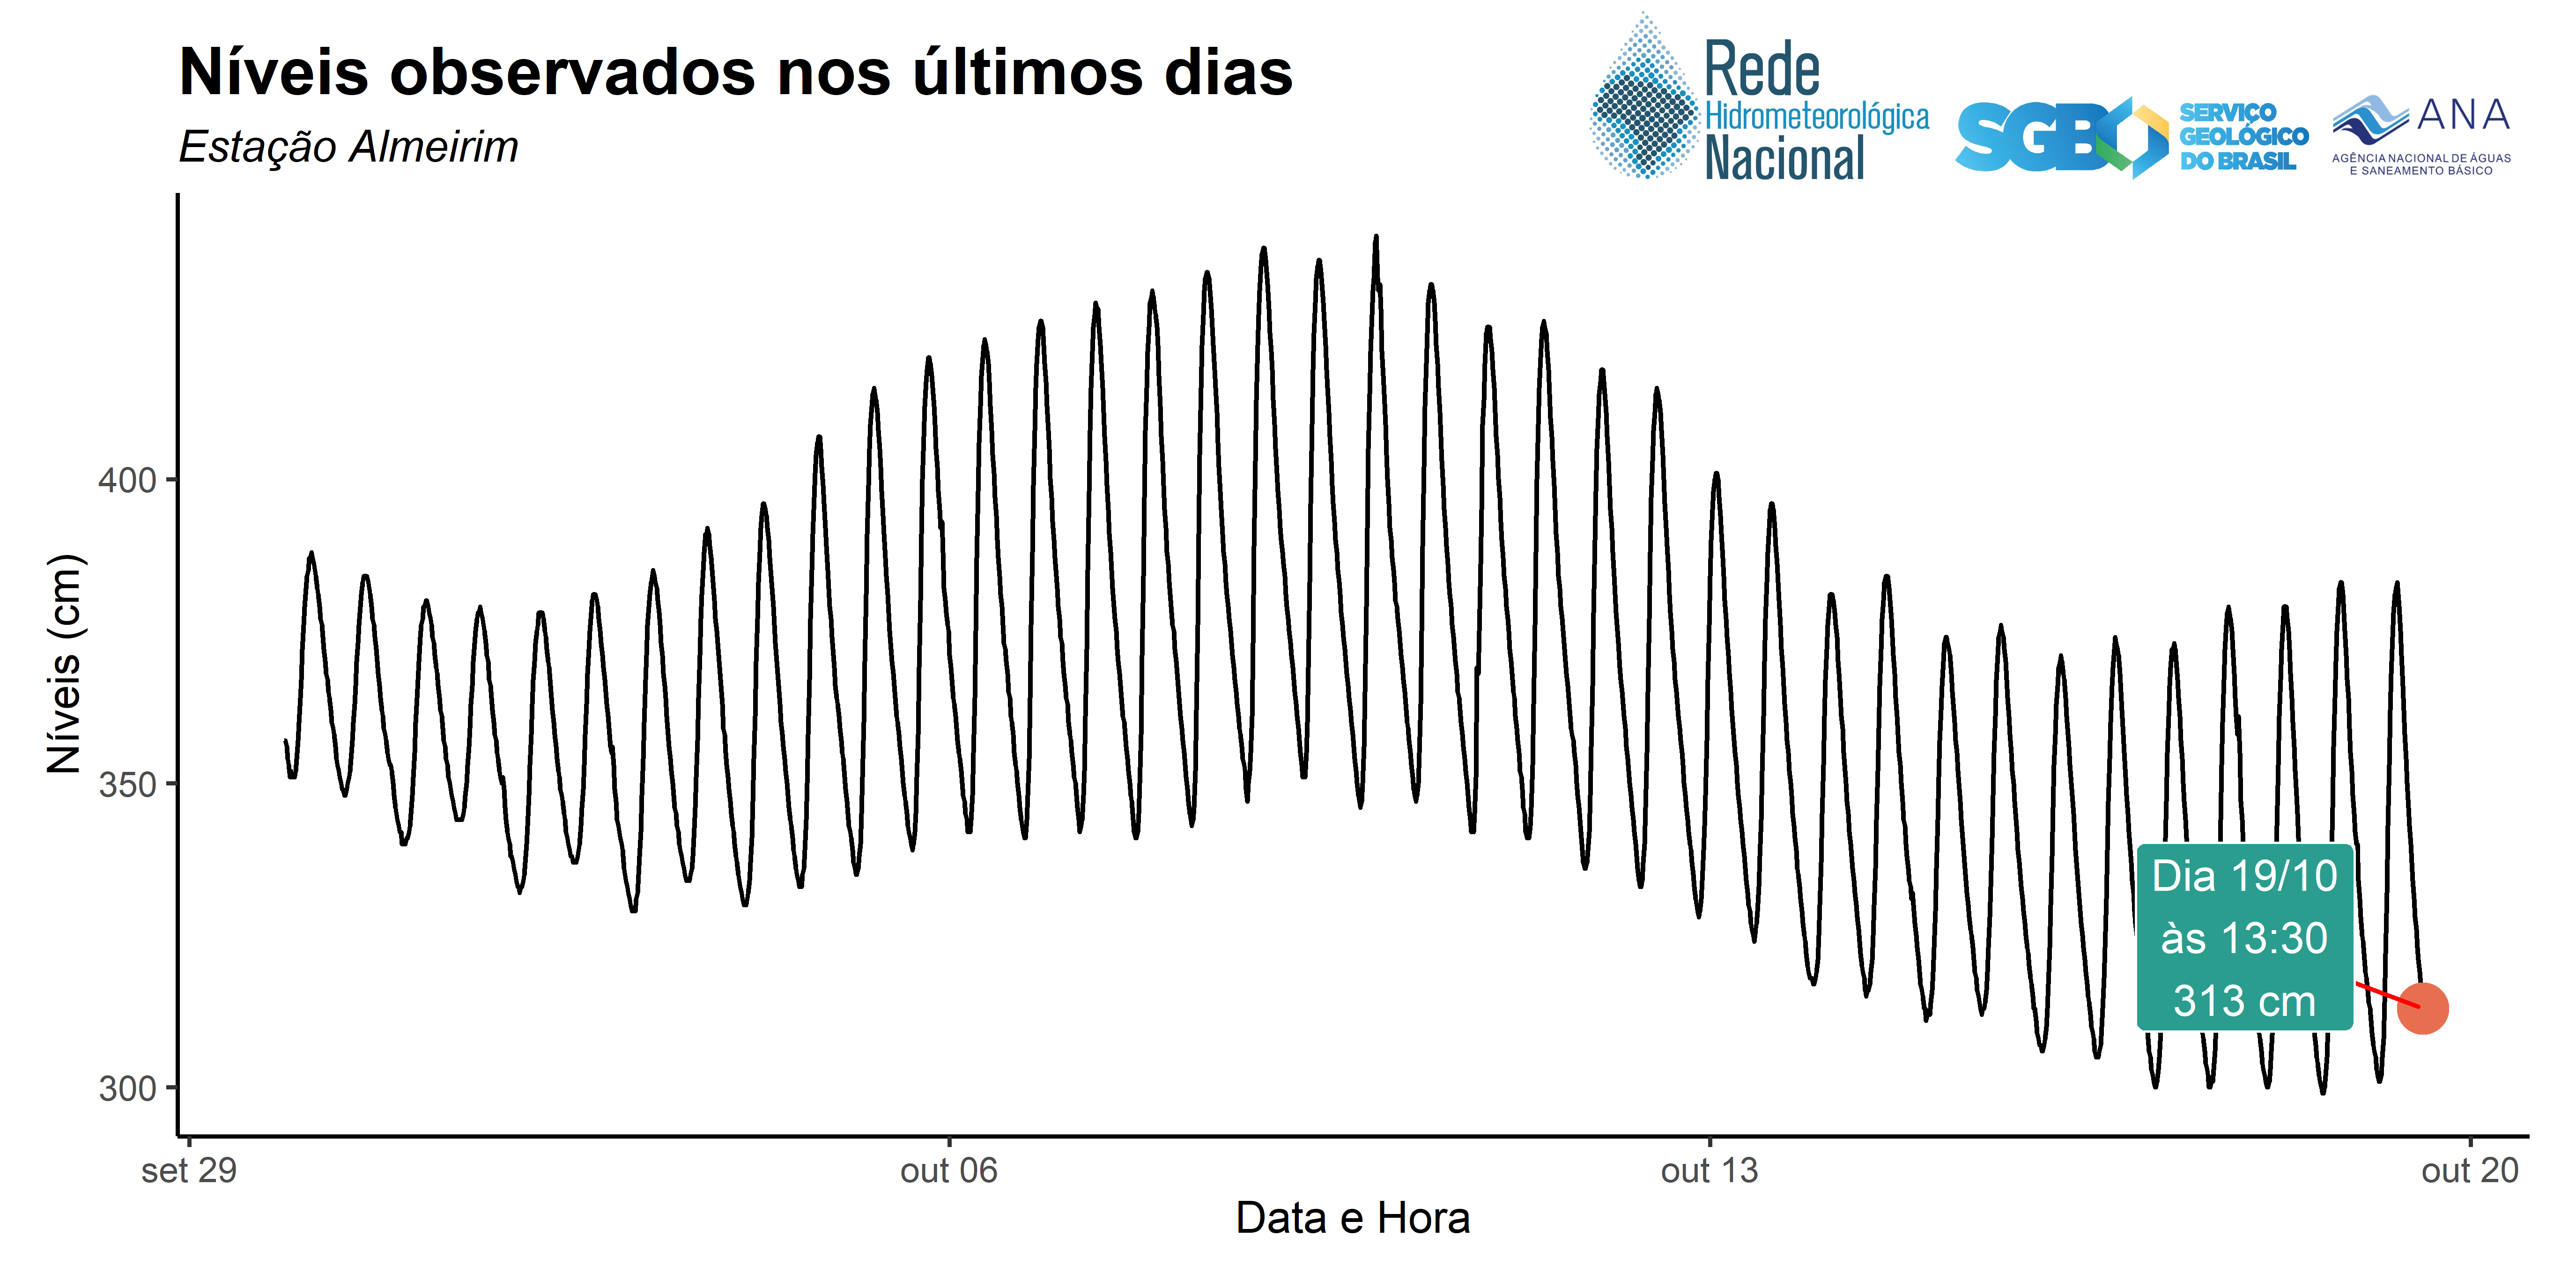 Níveis observados nos últimos dias
Estação Almeirim
Rede
Hidrometeorológica
Nacional
SGB
SERVIÇO
GEOLÓGICO
DO BRASIL
ANA
AGÊNCIA NACIONAL DE ÁGUAS
E SANEAMENTO BÁSICO
Níveis (cm)
400
350
300
Dia 19/10
às 13:30
313 cm
set 29
out 06
out 13
out 20
Data e Hora